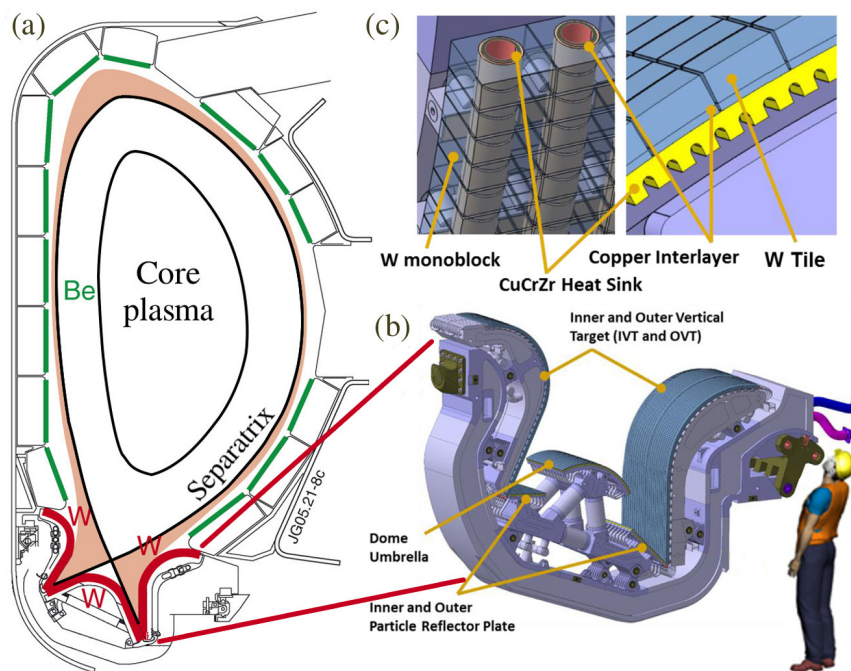 (a)
Be
Core
plasma
Separatrix
W
W
W
JG05.21-8c
(c)
W monoblock
CuCrZr Heat Sink
Copper Interlayer
W Tile
(b)
Inner and Outer Vertical
Target (IVT and OVT)
Dome
Umbrella
Inner and Outer
Particle Reflector Plate